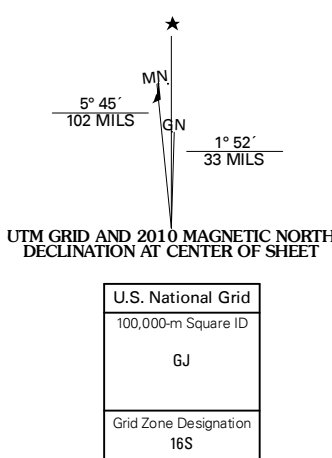 MN.
GN
5° 45´
102 MILS
1° 52´
33 MILS
UTM GRID AND 2010 MAGNETIC NORTH
DECLINATION AT CENTER OF SHEET
U.S. National Grid
100,000-m Square ID
GJ
Grid Zone Designation
16S